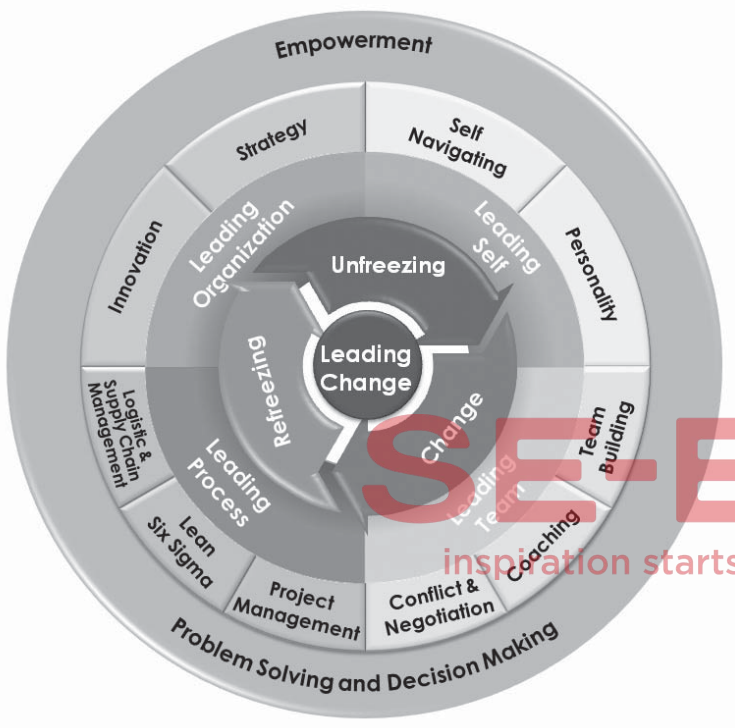 Empowerment
Strategy
Self
Navigating
Innovation
Leading
Organization
Leading
Self
Personality
Unfreezing
Leading
Change
Refreezing
Change
Logistic &
Supply Chain
Management
Leading
Process
Leading
Team
Team
Building
SE-E
inspiration starts
Lean
Six Sigma
Project
Management
Conflict &
Negotiation
Coaching
Problem Solving and Decision Making